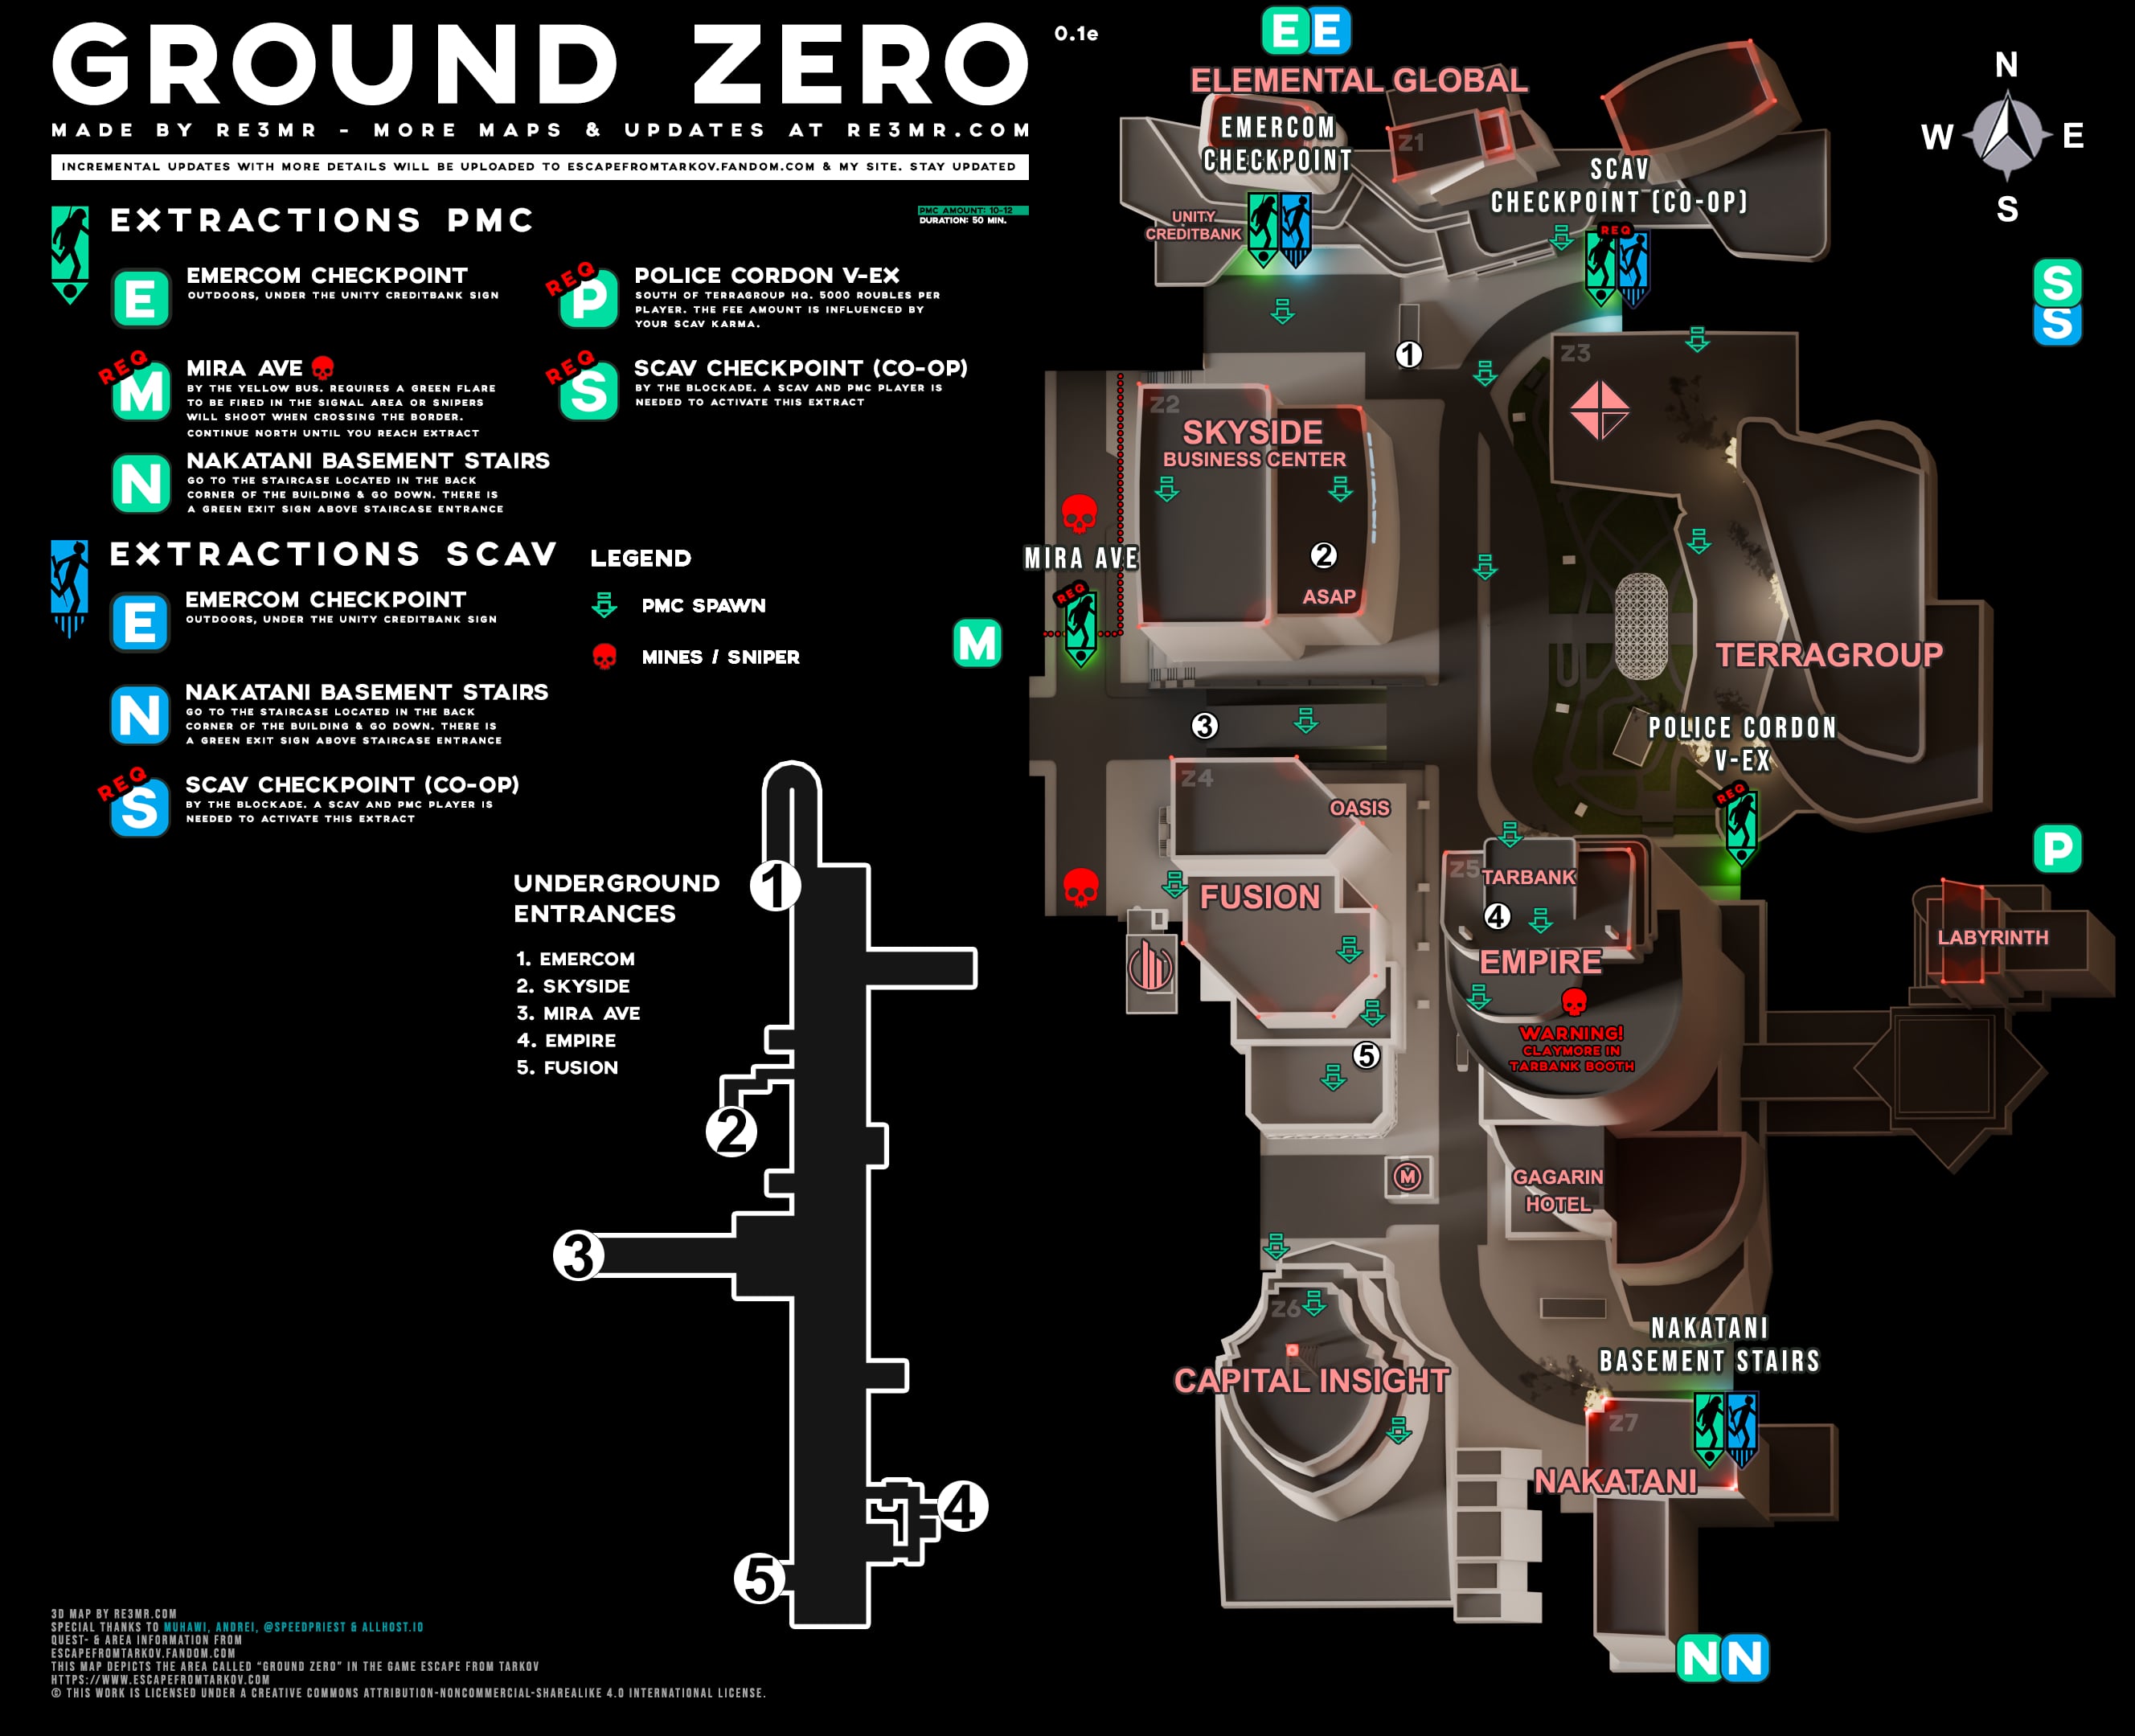 GROUND ZERO
0.1e
MADE BY RE3MR - MORE MAPS & UPDATES AT RE3MR.COM
INCREMENTAL UPDATES WITH MORE DETAILS WILL BE UPLOADED TO ESCAPEFROMTARKOV.FANDOM.COM & MY SITE. STAY UPDATED
EXTRACTIONS PMC
PMC AMOUNT: 10-12
DURATION: 50 MIN.
E
EMERCOM CHECKPOINT
OUTDOORS, UNDER THE UNITY CREDITBANK SIGN
REQ
M
MIRA AVE
BY THE YELLOW BUS. REQUIRES A GREEN FLARE
TO BE FIRED IN THE SIGNAL AREA OR SNIPERS
WILL SHOOT WHEN CROSSING THE BORDER.
CONTINUE NORTH UNTIL YOU REACH EXTRACT
N
NAKATANI BASEMENT STAIRS
GO TO THE STAIRCASE LOCATED IN THE BACK
CORNER OF THE BUILDING & GO DOWN. THERE IS
A GREEN EXIT SIGN ABOVE STAIRCASE ENTRANCE
REQ
P
POLICE CORDON V-EX
SOUTH OF TERRAGROUP HQ. 5000 ROUBLES PER
PLAYER. THE FEE AMOUNT IS INFLUENCED BY
YOUR SCAV KARMA.
REQ
S
SCAV CHECKPOINT (CO-OP)
BY THE BLOCKADE. A SCAV AND PMC PLAYER IS
NEEDED TO ACTIVATE THIS EXTRACT
EXTRACTIONS SCAV
E
EMERCOM CHECKPOINT
OUTDOORS, UNDER THE UNITY CREDITBANK SIGN
N
NAKATANI BASEMENT STAIRS
GO TO THE STAIRCASE LOCATED IN THE BACK
CORNER OF THE BUILDING & GO DOWN. THERE IS
A GREEN EXIT SIGN ABOVE STAIRCASE ENTRANCE
REQ
S
SCAV CHECKPOINT (CO-OP)
BY THE BLOCKADE. A SCAV AND PMC PLAYER IS
NEEDED TO ACTIVATE THIS EXTRACT
LEGEND
PMC SPAWN
MINES / SNIPER
UNDERGROUND
ENTRANCES
1. EMERCOM
2. SKYSIDE
3. MIRA AVE
4. EMPIRE
5. FUSION
1
2
3
4
5
3D MAP BY RE3MR.COM
SPECIAL THANKS TO MUHAWI, ANDREI, @SPEEDPRIEST & ALLHOST.IO
QUEST- & AREA INFORMATION FROM
ESCAPEFROMTARKOV.FANDOM.COM
THIS MAP DEPICTS THE AREA CALLED "GROUND ZERO" IN THE GAME ESCAPE FROM TARKOV
HTTPS://WWW.ESCAPEFROMTARKOV.COM
© THIS WORK IS LICENSED UNDER A CREATIVE COMMONS ATTRIBUTION-NONCOMMERCIAL-SHAREALIKE 4.0 INTERNATIONAL LICENSE.
E E
ELEMENTAL GLOBAL
EMERCOM
CHECKPOINT
Z1
SCAV
CHECKPOINT (CO-OP)
UNITY
CREDITBANK
REQ
N
W E
S
S
S
1
Z3
Z2
SKYSIDE
BUSINESS CENTER
2
ASAP
MIRA AVE
REQ
M
TERRAGROUP
3
POLICE CORDON
V-EX
REQ
P
Z4
OASIS
FUSION
Z5
TARBANK
4
EMPIRE
WARNING!
CLAYMORE IN
TARBANK BOOTH
LABYRINTH
5
M
GAGARIN
HOTEL
Z6
CAPITAL INSIGHT
NAKATANI
BASEMENT STAIRS
Z7
NAKATANI
N N